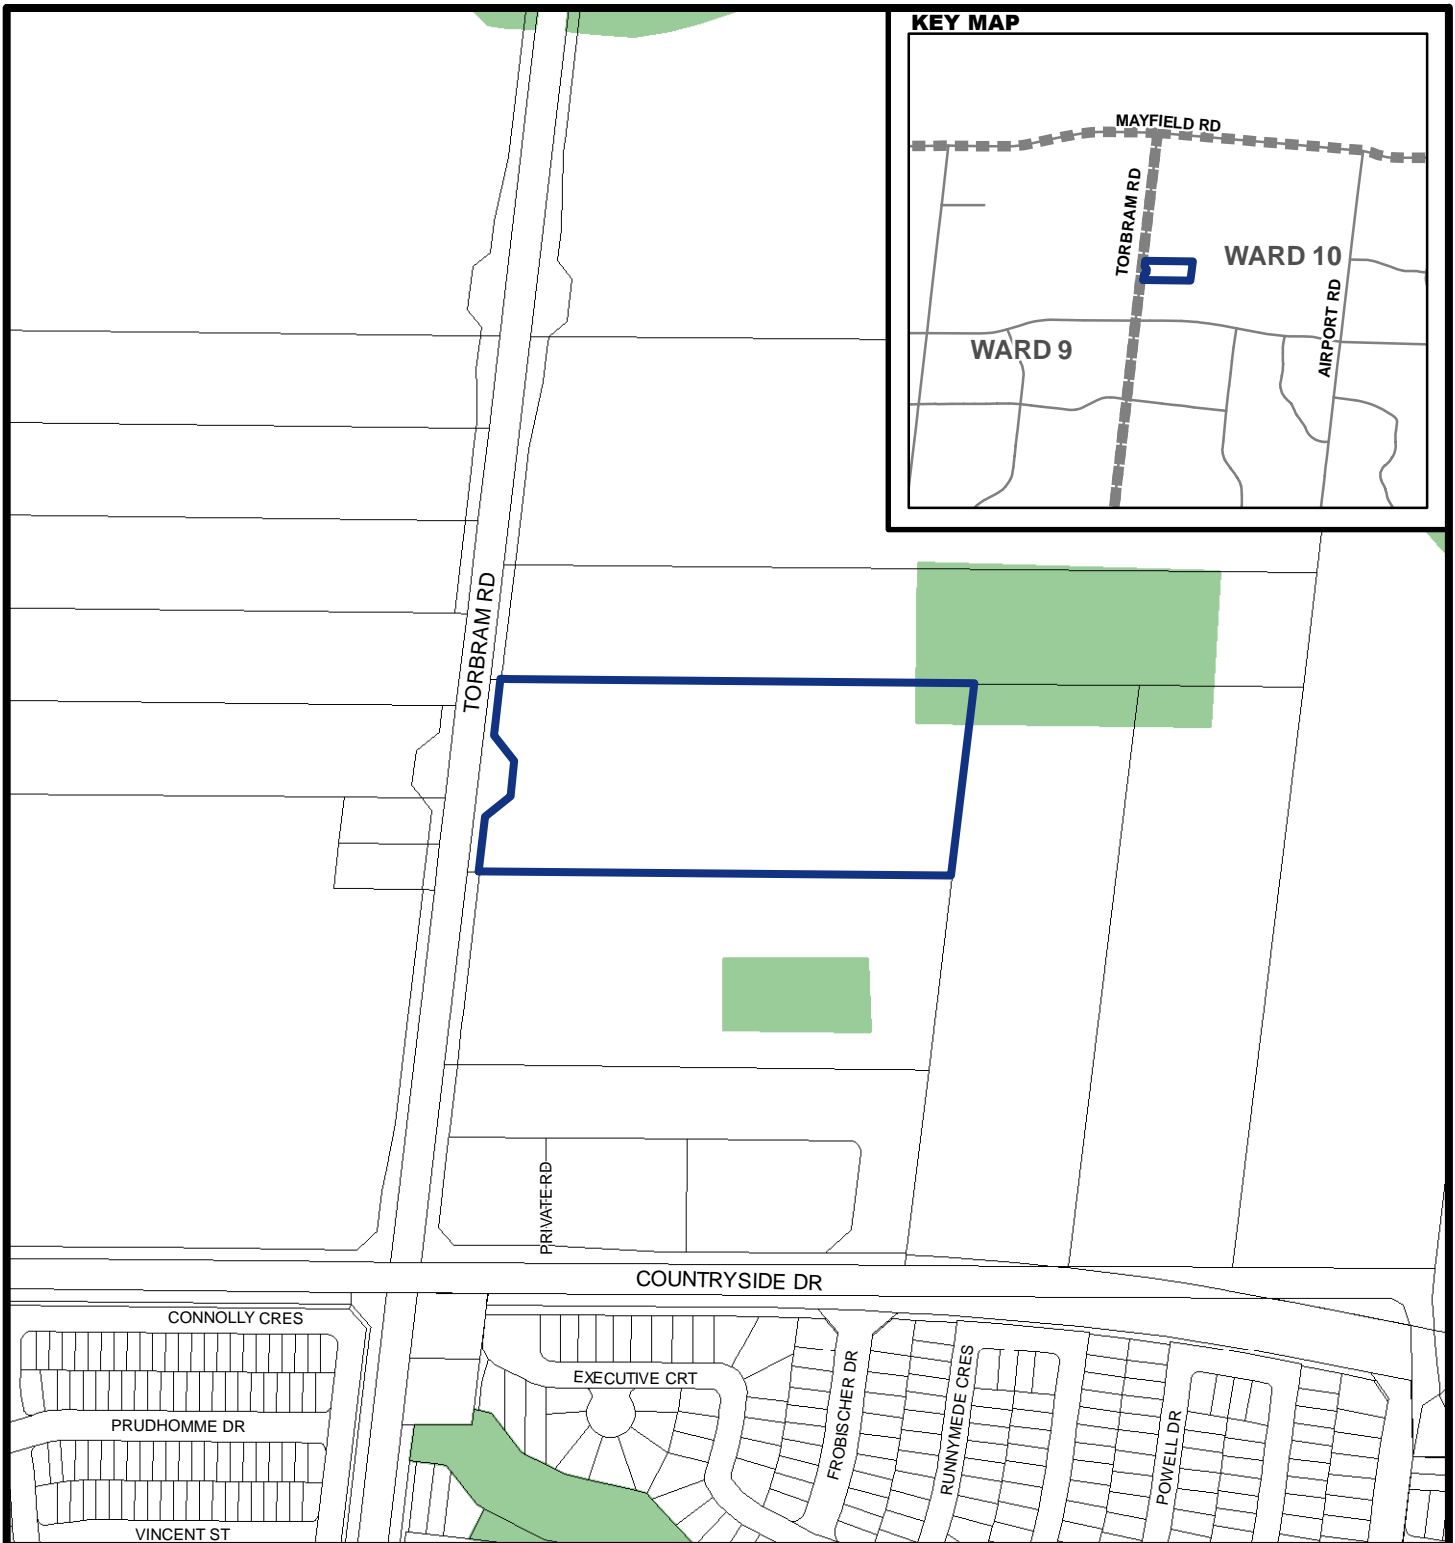 KEY MAP
MAYFIELD RD
TORBRAM RD
WARD 10
AIRPORT RD
WARD 9
TORBRAM RD
PRIVATE RD
COUNTRYSIDE DR
CONNOLLY CRES
EXECUTIVE CRT
FROBISCHER DR
RUNNYMEDE CRES
POWELL DR
PRUDHOMME DR
VINCENT ST